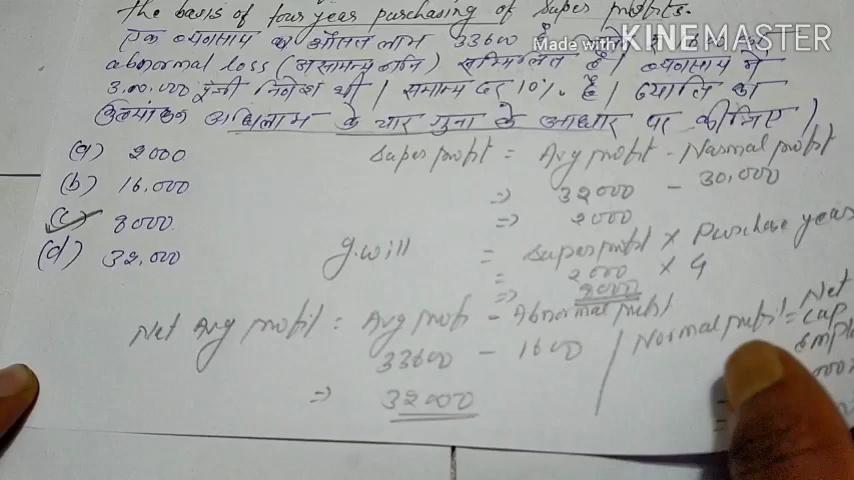 the basis of four year purchasing of super profits.
एक व्यवसाय का औसत लाभ 33600 है
Made with KINEMASTER
abnormal loss (असामान्य हानि) सम्मिलित है। व्यवसाय में
3,00,000 पूँजी निवेश थी। समान्य दर 10% है। ख्याति का
मूल्यांकन अधिलाभ के चार गुना के आधार पर कीजिए।
(a) 2000
(b) 16,000
(c) 8000
(d) 32,000
Super profit = Avg profit - Normal profit
=> 32000 - 30,000
=> 2000
g.will = Super profit × purchase years
= 2000 × 4
=> 8000
Net Avg profit = Avg profit - Abnormal profit
33600 - 1600
=> 32000
Normal profit = Net
cap